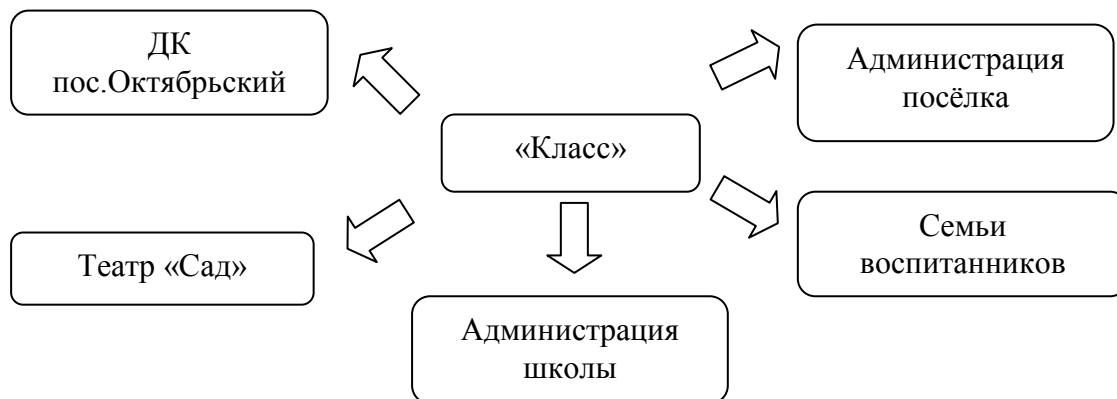 ДК
пос.Октябрьский
Администрация
посёлка
«Класс»
Театр «Сад»
Семьи
воспитанников
Администрация
школы